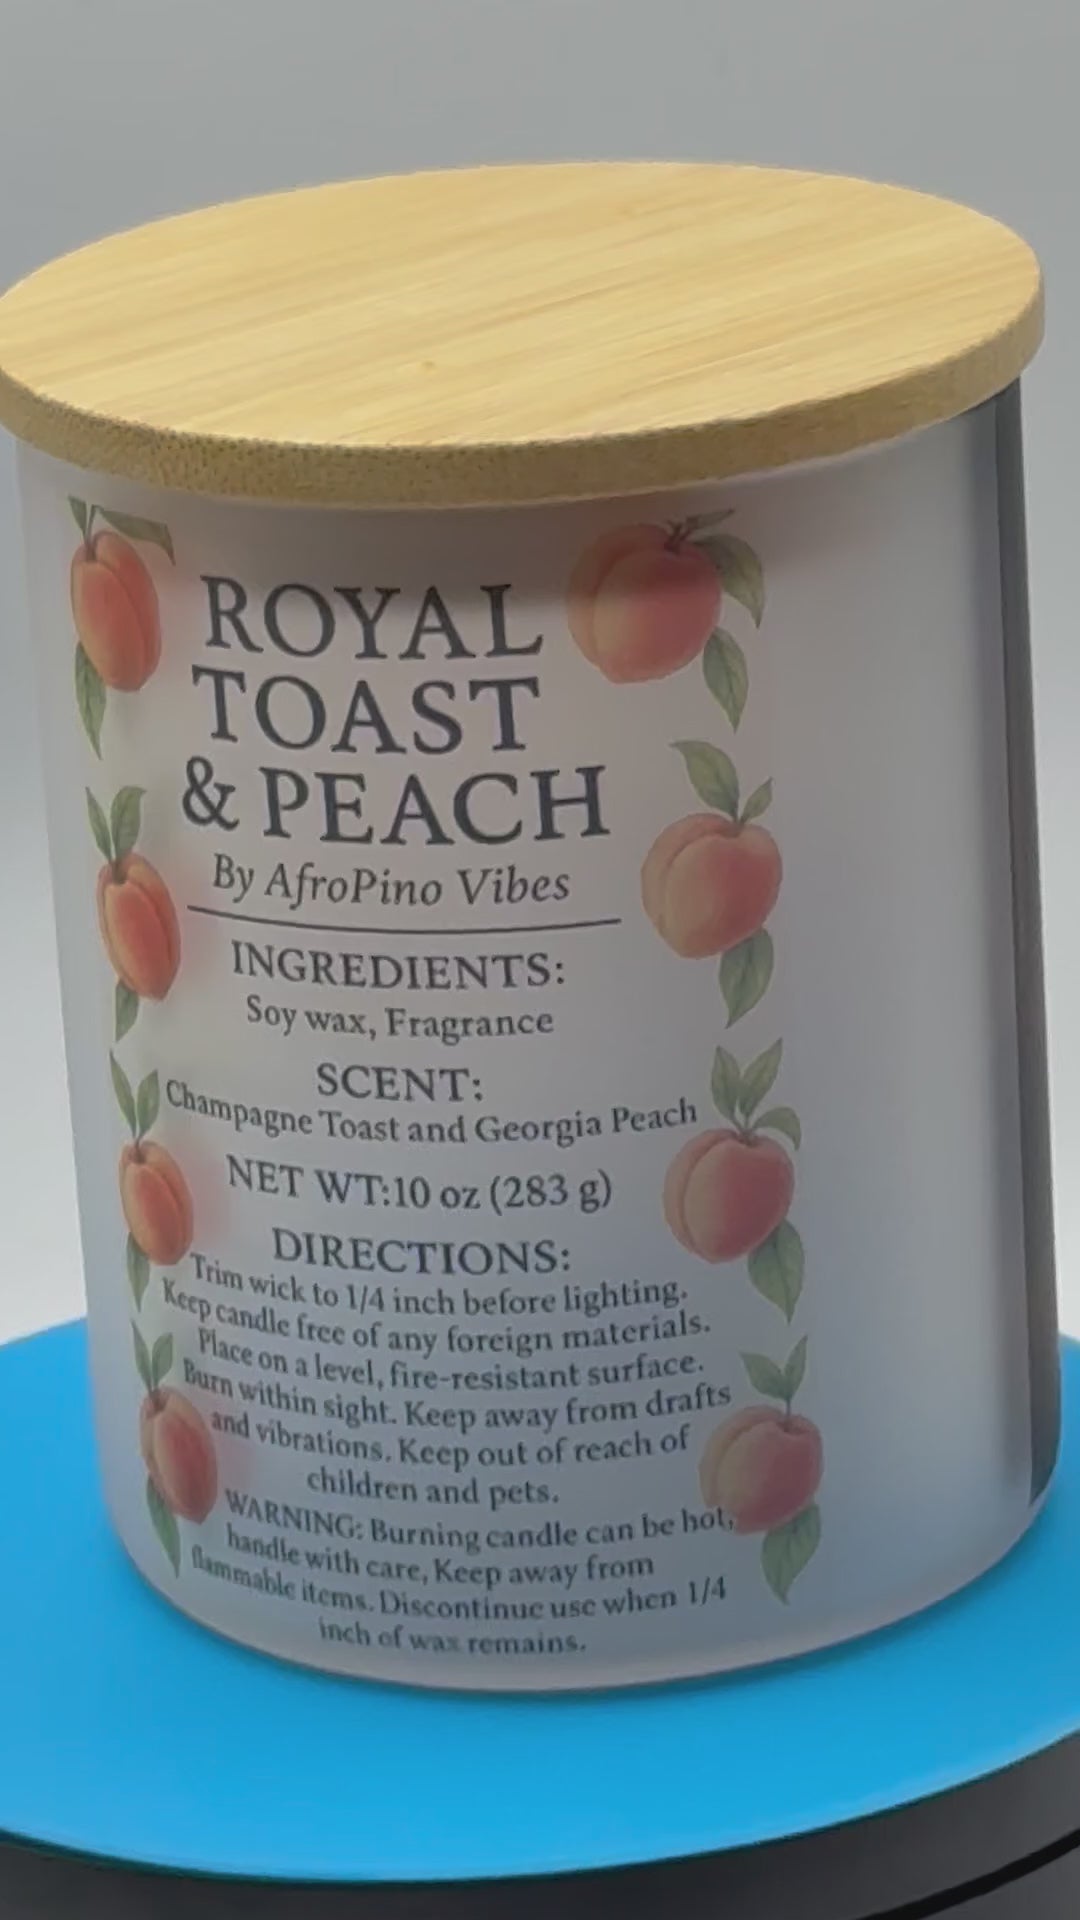 ROYAL
TOAST
& PEACH
By AfroPino Vibes
INGREDIENTS:
Soy wax, Fragrance
SCENT:
Champagne Toast and Georgia Peach
NET WT:10 oz (283 g)
DIRECTIONS:
Trim wick to 1/4 inch before lighting.
Keep candle free of any foreign materials.
Place on a level, fire-resistant surface.
Burn within sight. Keep away from drafts
and vibrations. Keep out of reach of
children and pets.
WARNING: Burning candle can be hot,
handle with care, Keep away from
flammable items. Discontinue use when 1/4
inch of wax remains.